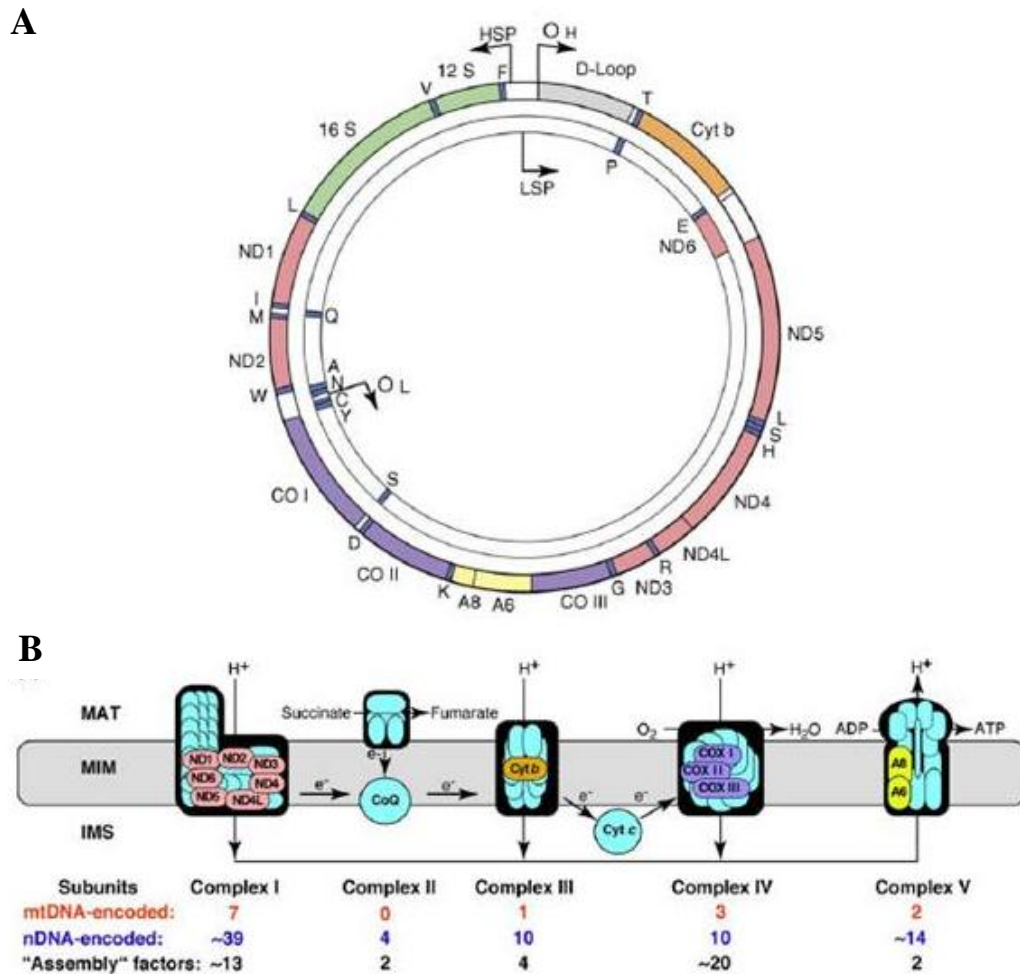 A
HSP O H
12 S F D-Loop
V T
16 S Cyt b
P
LSP
L E
ND1 ND6
I
M Q
ND5
ND2 A
N O L
W C
Y
L
S
H
S
CO I ND4
D
CO II ND4L
R
K A8 A6 CO III G ND3
B
H+ H+ H+ H+
MAT Succinate Fumarate O2 H2O ADP ATP
MIM
ND1 ND2 ND3
ND6 ND4
ND5 ND4L
e-
e- CoQ e-
Cyt b
e- Cyt c e-
COX I
COX II
COX III
A8
A6
IMS
Subunits Complex I Complex II Complex III Complex IV Complex V
mtDNA-encoded: 7 0 1 3 2
nDNA-encoded: ~39 4 10 10 ~14
"Assembly" factors: ~13 2 4 ~20 2